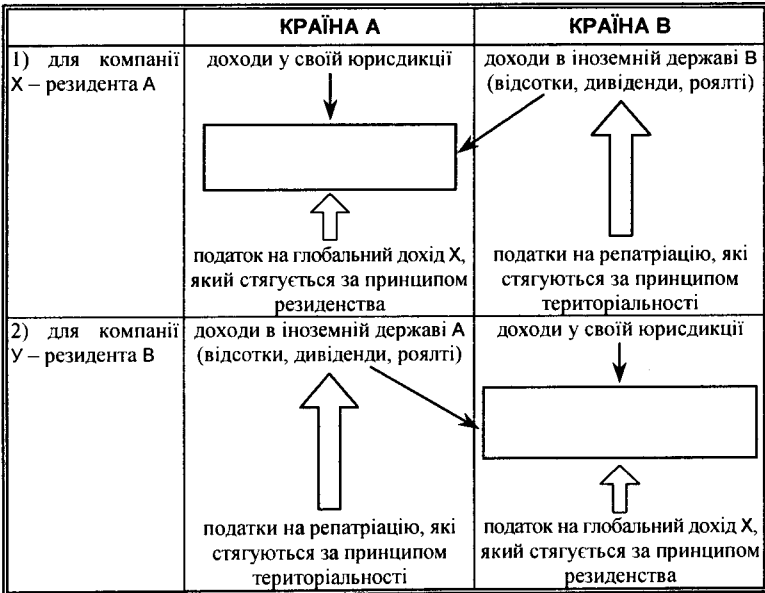 КРАЇНА А
КРАЇНА В
1) для компанії
Х – резидента А
доходи у своїй юрисдикції
доходи в іноземній державі В
(відсотки, дивіденди, роялті)
податок на глобальний дохід Х,
який стягується за принципом
резиденства
податки на репатріацію, які
стягуються за принципом
територіальності
2) для компанії
У – резидента В
доходи в іноземній державі А
(відсотки, дивіденди, роялті)
доходи у своїй юрисдикції
податки на репатріацію, які
стягуються за принципом
територіальності
податок на глобальний дохід Х,
який стягується за принципом
резиденства